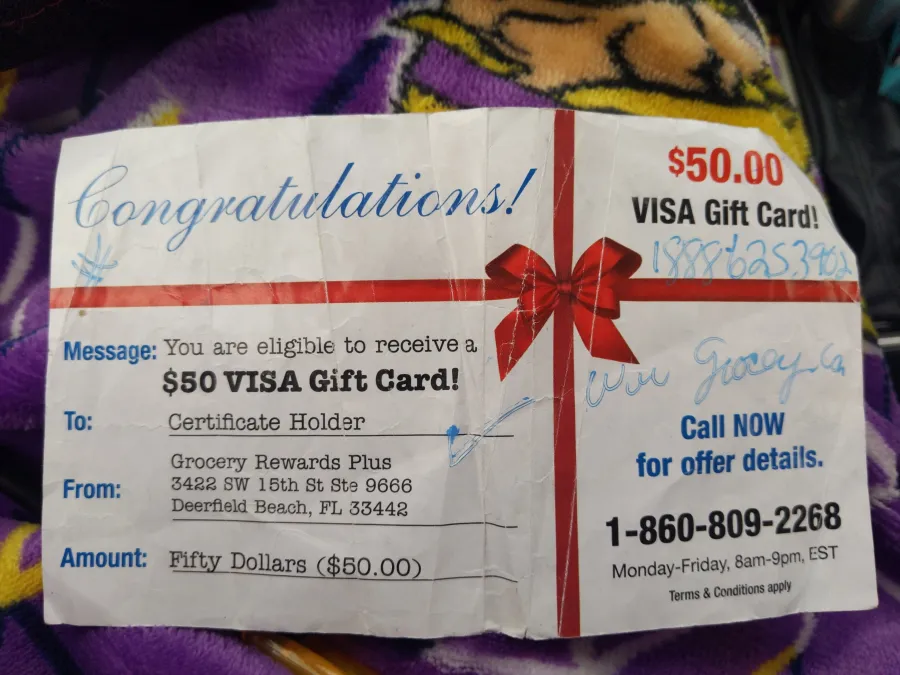 Congratulations!
Message: You are eligible to receive a
$50 VISA Gift Card!
To: Certificate Holder
From: Grocery Rewards Plus
3422 SW 15th St Ste 9666
Deerfield Beach, FL 33442
Amount: Fifty Dollars ($50.00)
$50.00
VISA Gift Card!
18886253902
Call NOW
for offer details.
1-860-809-2268
Monday-Friday, 8am-9pm, EST
Terms & Conditions apply